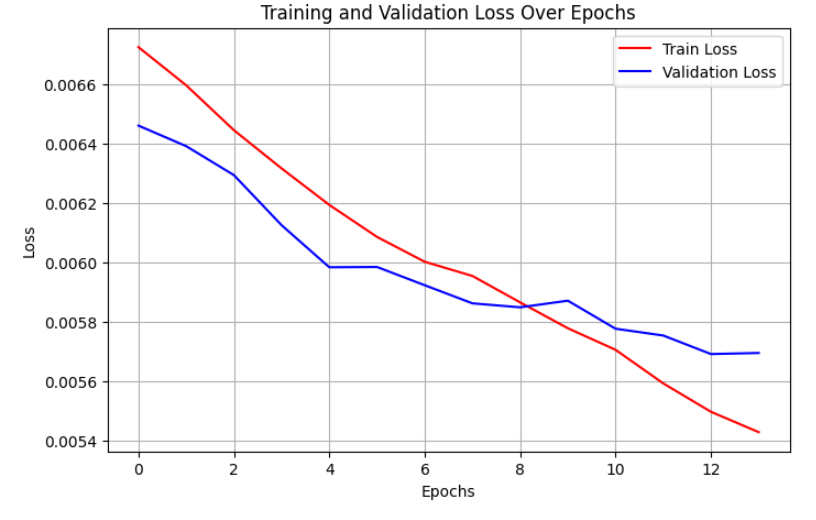 Training and Validation Loss Over Epochs
Train Loss
Validation Loss
0.0066
0.0064
0.0062
0.0060
0.0058
0.0056
0.0054
Loss
0 2 4 6 8 10 12
Epochs